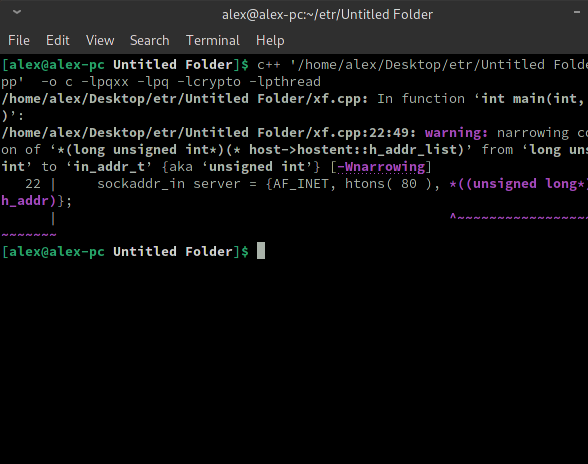 alex@alex-pc:~/etr/Untitled Folder
File Edit View Search Terminal Help
[alex@alex-pc Untitled Folder]$ c++ '/home/alex/Desktop/etr/Untitled Folde
pp' -o c -lpqxx -lpq -lcrypto -lpthread
/home/alex/Desktop/etr/Untitled Folder/xf.cpp: In function ‘int main(int,
)’:
/home/alex/Desktop/etr/Untitled Folder/xf.cpp:22:49: warning: narrowing co
on of ‘*(long unsigned int*)(* host->hostent::h_addr_list)’ from ‘long uns
int’ to ‘in_addr_t’ {aka ‘unsigned int’} [-Wnarrowing]
22 | sockaddr_in server = {AF_INET, htons( 80 ), *((unsigned long*)
h_addr)};
| ^~~~~~~~~~~~~~~~~~
~~~~~~~
[alex@alex-pc Untitled Folder]$